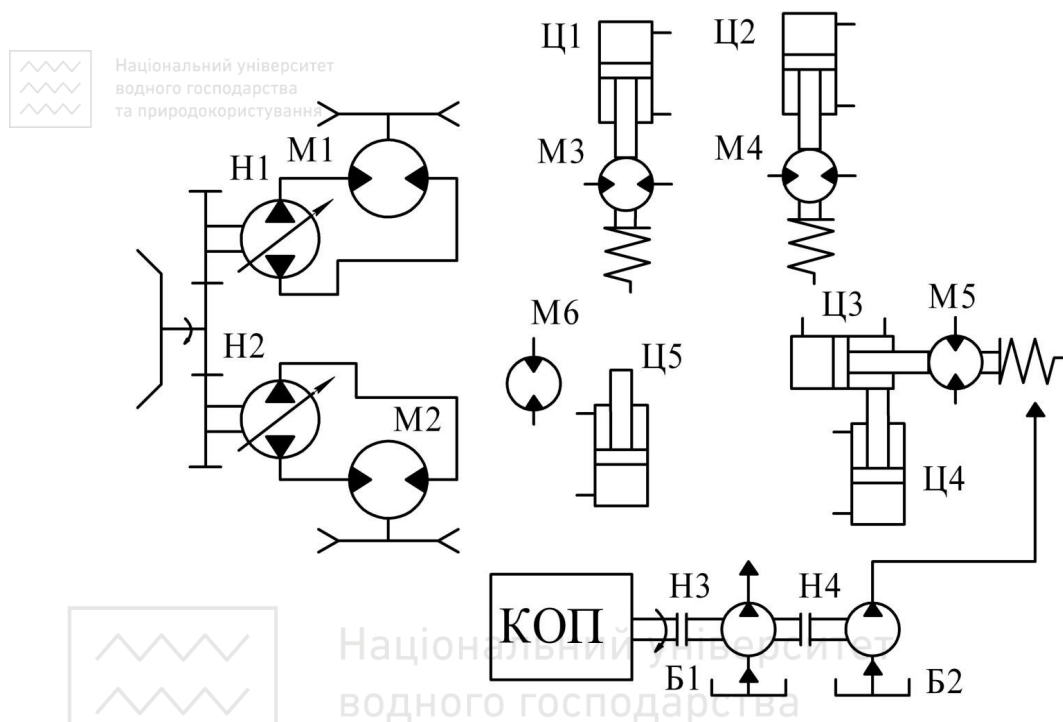 Національний університет
водного господарства
та природокористування
Ц1
Ц2
М1
Н1
М3
М4
Ц3
М5
М6
Н2
Ц5
М2
Ц4
Н3
Н4
КОП
Національний університет
Б1
Б2
водного господарства